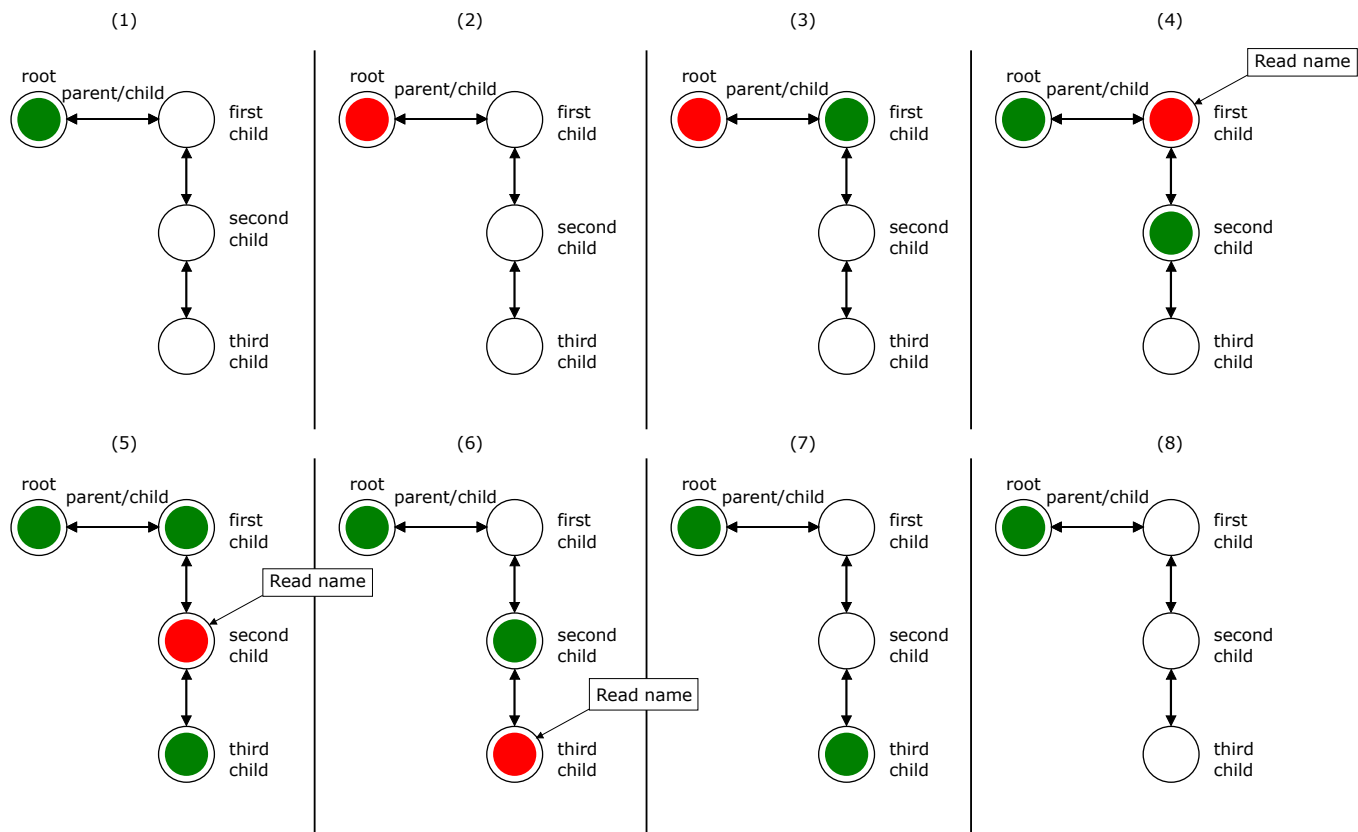 (1)
root
parent/child
first
child
second
child
third
child
(2)
root
parent/child
first
child
second
child
third
child
(3)
root
parent/child
first
child
second
child
third
child
(4)
Read name
root
parent/child
first
child
second
child
third
child
(5)
root
parent/child
first
child
Read name
second
child
third
child
(6)
root
parent/child
first
child
second
child
Read name
third
child
(7)
root
parent/child
first
child
second
child
third
child
(8)
root
parent/child
first
child
second
child
third
child